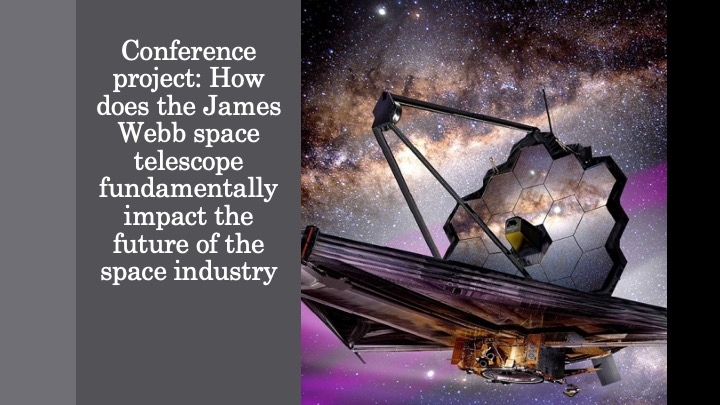 Conference
project: How
does the James
Webb space
telescope
fundamentally
impact the
future of the
space industry